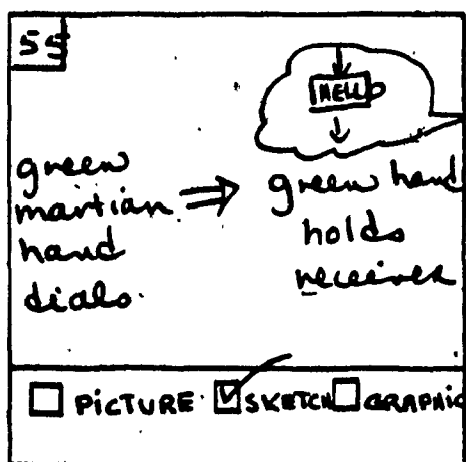 55
HELLO
green
martian
hand
dials.
⇒
green hand
holds
receiver
☐ PICTURE ☑ SKETCH ☐ GRAPHIC